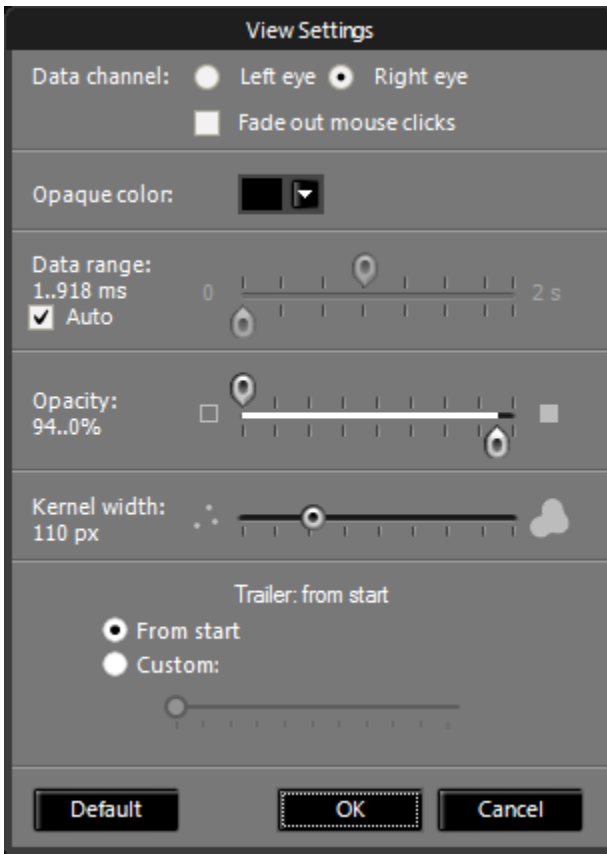 View Settings
Data channel: Left eye Right eye
Fade out mouse clicks
Opaque color:
Data range:
1..918 ms
0 2 s
Auto
Opacity:
94..0%
Kernel width:
110 px
Trailer: from start
From start
Custom:
Default OK Cancel